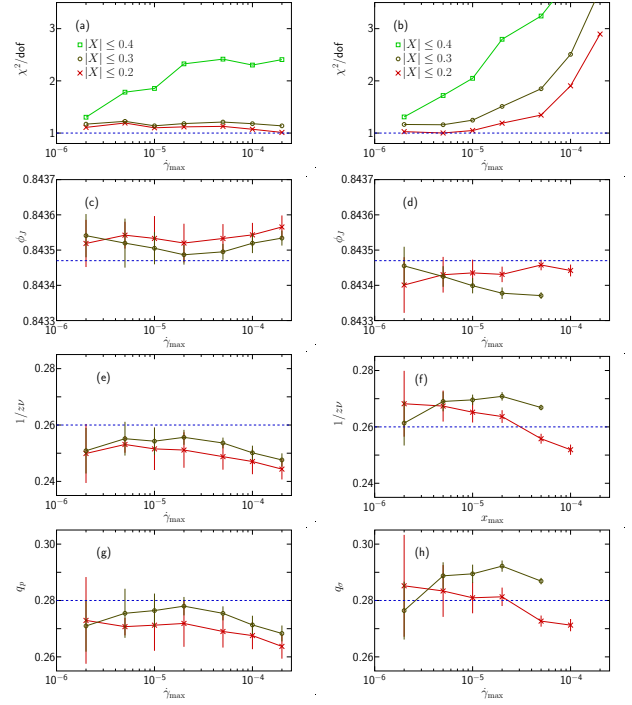 (a)
|X| ≤ 0.4
|X| ≤ 0.3
|X| ≤ 0.2
χ²/dof
3
2
1
10⁻⁶
10⁻⁵
10⁻⁴
γ̇max
(b)
|X| ≤ 0.4
|X| ≤ 0.3
|X| ≤ 0.2
χ²/dof
3
2
1
10⁻⁶
10⁻⁵
10⁻⁴
γ̇max
(c)
ϕJ
0.8437
0.8436
0.8435
0.8434
0.8433
10⁻⁶
10⁻⁵
10⁻⁴
γ̇max
(d)
ϕJ
0.8437
0.8436
0.8435
0.8434
0.8433
10⁻⁶
10⁻⁵
10⁻⁴
γ̇max
(e)
1/zν
0.28
0.26
0.24
10⁻⁶
10⁻⁵
10⁻⁴
γ̇max
(f)
1/zν
0.28
0.26
0.24
10⁻⁶
10⁻⁵
10⁻⁴
xmax
(g)
qp
0.30
0.28
0.26
10⁻⁶
10⁻⁵
10⁻⁴
γ̇max
(h)
qσ
0.30
0.28
0.26
10⁻⁶
10⁻⁵
10⁻⁴
γ̇max